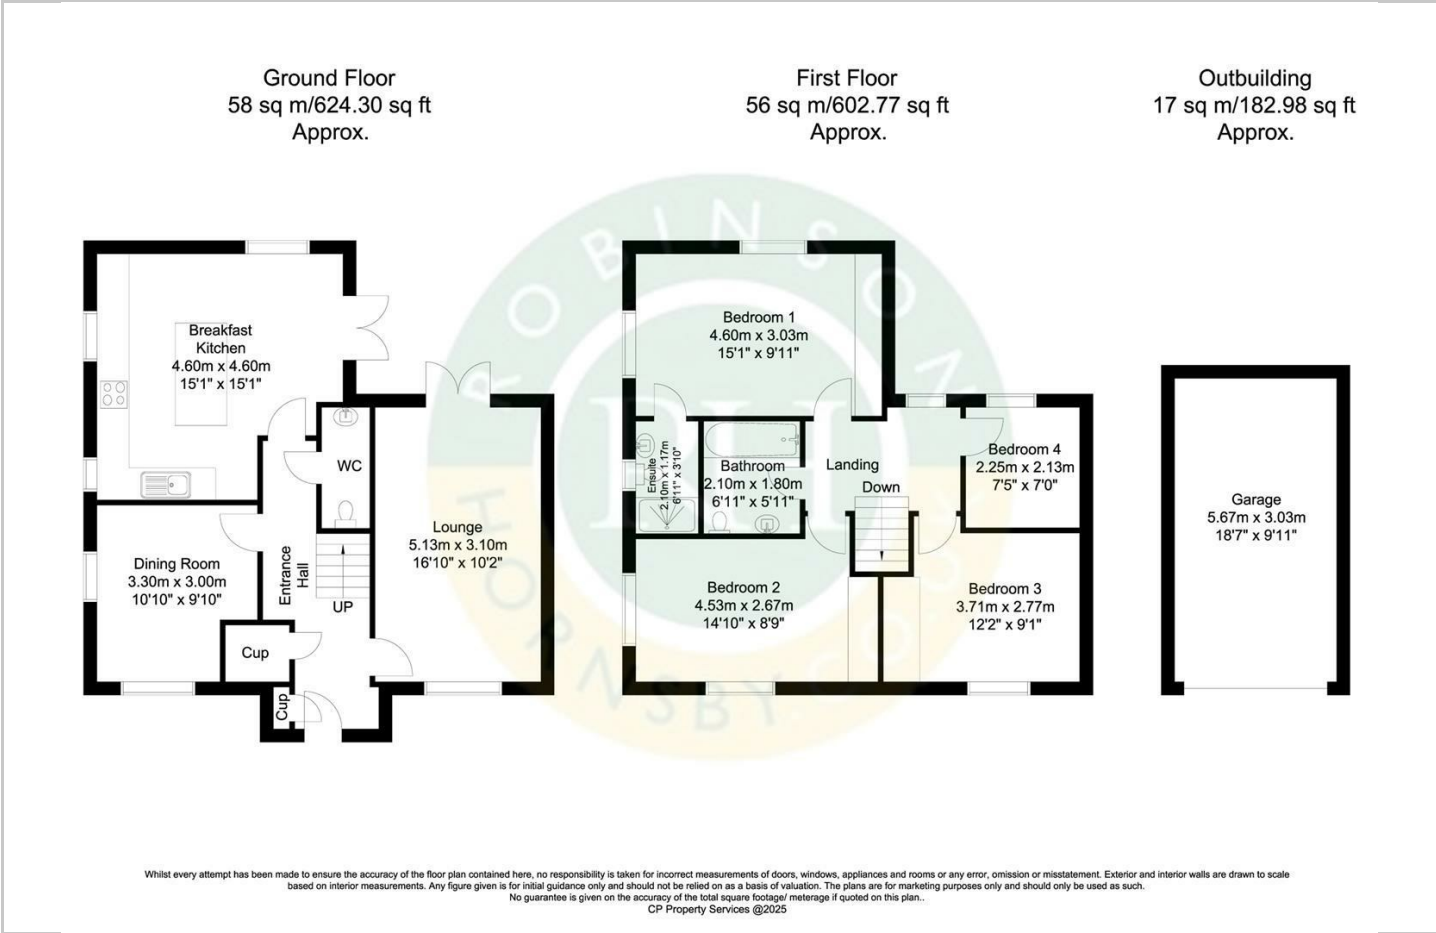 Ground Floor
58 sq m/624.30 sq ft
Approx.
First Floor
56 sq m/602.77 sq ft
Approx.
Outbuilding
17 sq m/182.98 sq ft
Approx.
Breakfast
Kitchen
4.60m x 4.60m
15'1" x 15'1"
WC
Lounge
5.13m x 3.10m
16'10" x 10'2"
Dining Room
3.30m x 3.00m
10'10" x 9'10"
Entrance
Hall
UP
Cup
Cup
Bedroom 1
4.60m x 3.03m
15'1" x 9'11"
Ensuite
2.10m x 1.17m
6'11" x 3'10"
Bathroom
2.10m x 1.80m
6'11" x 5'11"
Landing
Down
Bedroom 4
2.25m x 2.13m
7'5" x 7'0"
Bedroom 2
4.53m x 2.67m
14'10" x 8'9"
Bedroom 3
3.71m x 2.77m
12'2" x 9'1"
Garage
5.67m x 3.03m
18'7" x 9'11"
ROBINSON
RH
HORNSBY.CO.UK
Whilst every attempt has been made to ensure the accuracy of the floor plan contained here, no responsibility is taken for incorrect measurements of doors, windows, appliances and rooms or any error, omission or misstatement. Exterior and interior walls are drawn to scale
based on interior measurements. Any figure given is for initial guidance only and should not be relied on as a basis of valuation. The plans are for marketing purposes only and should only be used as such.
No guarantee is given on the accuracy of the total square footage/ meterage if quoted on this plan..
CP Property Services @2025